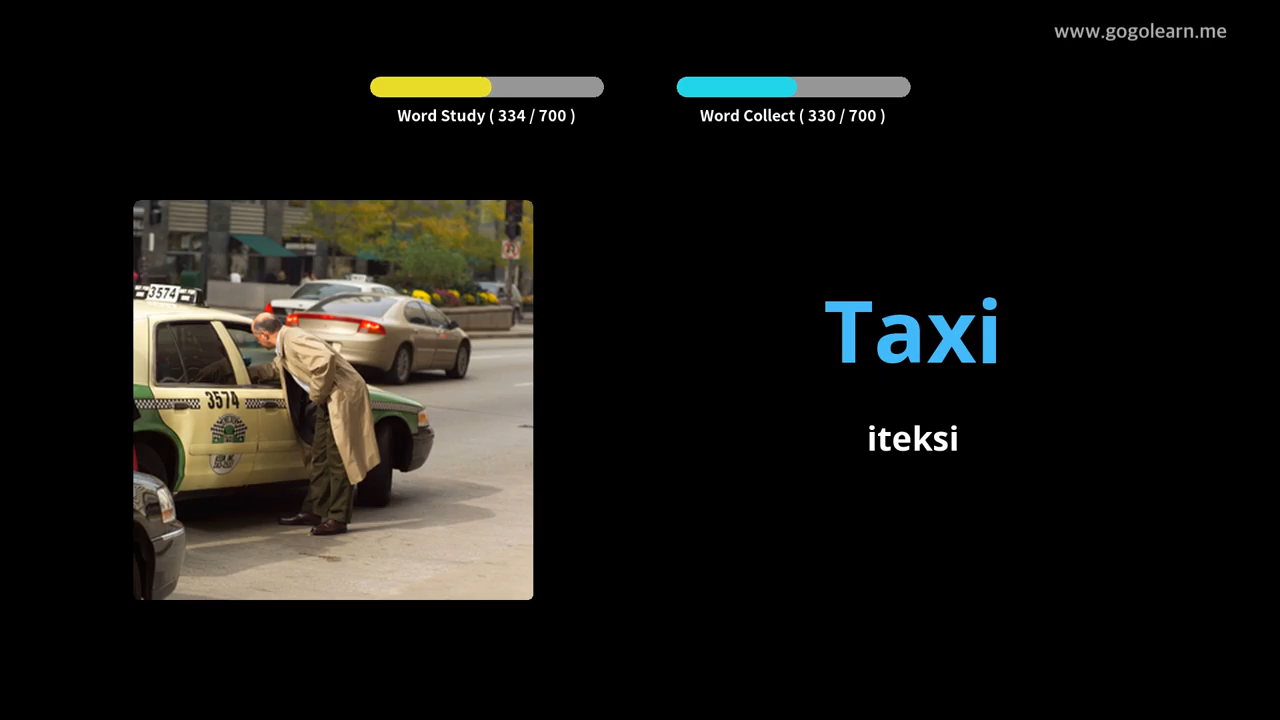 www.gogolearn.me
Word Study ( 334 / 700 )
Word Collect ( 330 / 700 )
3574
3574
Taxi
iteksi